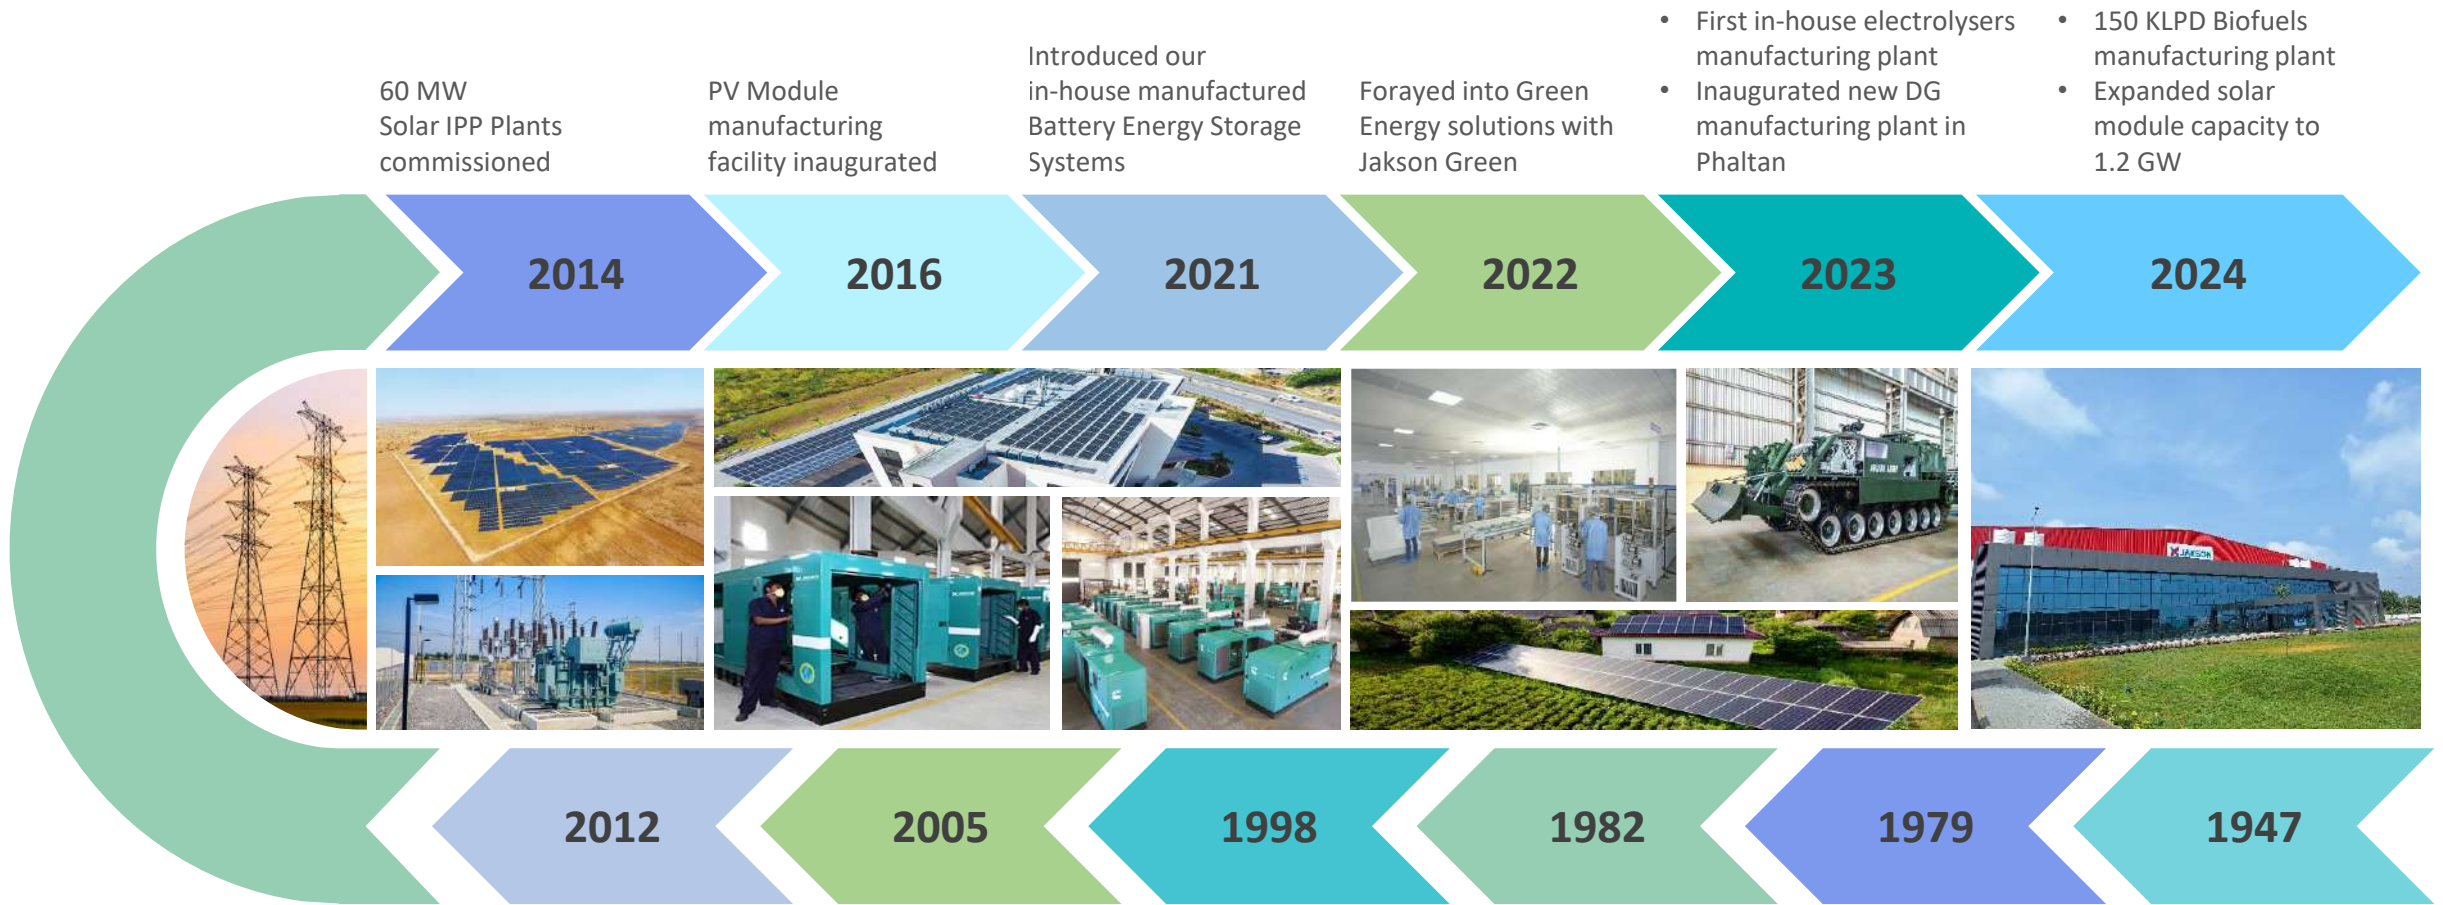 60 MW
Solar IPP Plants
commissioned
PV Module
manufacturing
facility inaugurated
Introduced our
in-house manufactured
Battery Energy Storage
Systems
Forayed into Green
Energy solutions with
Jakson Green
• First in-house electrolysers
manufacturing plant
• Inaugurated new DG
manufacturing plant in
Phaltan
• 150 KLPD Biofuels
manufacturing plant
• Expanded solar
module capacity to
1.2 GW
2014
2016
2021
2022
2023
2024
JAKSON
2012
2005
1998
1982
1979
1947